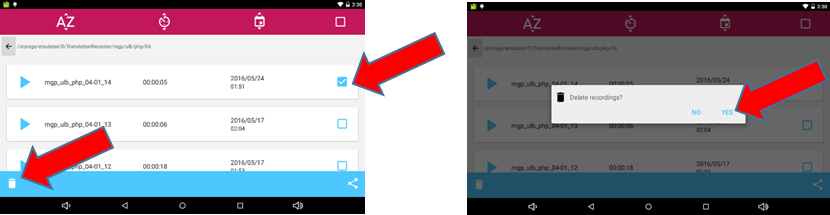 2:30
AZ
/storage/emulated/0/TranslationRecorder/mgp/ulb/php/04
mgp_ulb_php_04-01_14 00:00:05 2016/05/24
01:51
mgp_ulb_php_04-01_13 00:00:06 2016/05/17
02:04
mgp_ulb_php_04-01_12 00:00:18 2016/05/17
01:53
2:30
AZ
/storage/emulated/0/TranslationRecorder/mgp/ulb/php/04
mgp_ulb_php_04-01_14 00:00:05 2016/05/24
Delete recordings?
NO YES
mgp_ulb_php_04-01_13 00:00:06
02:04
mgp_ulb_php_04-01_12 00:00:18 2016/05/17
01:53